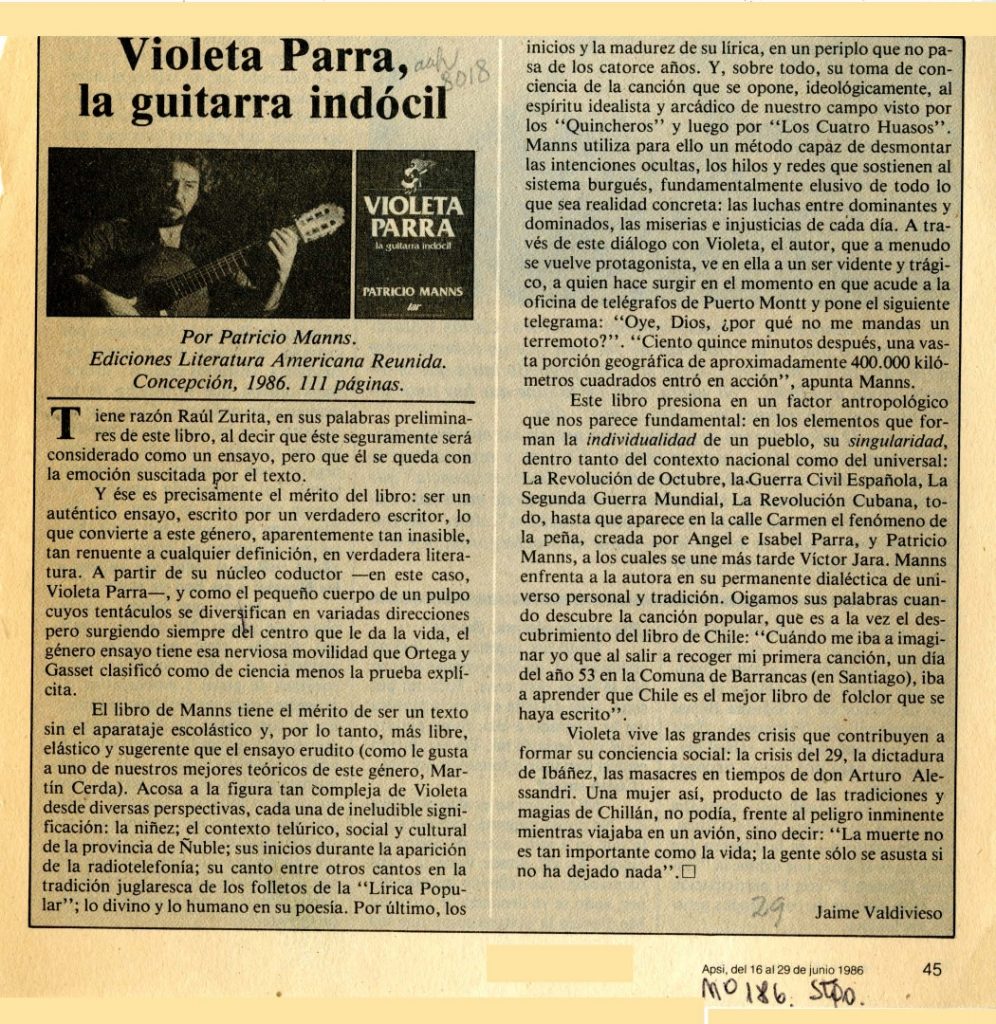 Violeta Parra,
la guitarra indócil
8018
VIOLETA
PARRA
la guitarra indócil
PATRICIO MANNS
lar
Por Patricio Manns.
Ediciones Literatura Americana Reunida.
Concepción, 1986. 111 páginas.
Tiene razón Raúl Zurita, en sus palabras prelimina-
res de este libro, al decir que éste seguramente será
considerado como un ensayo, pero que él se queda con
la emoción suscitada por el texto.
Y ése es precisamente el mérito del libro: ser un
auténtico ensayo, escrito por un verdadero escritor, lo
que convierte a este género, aparentemente tan inasible,
tan renuente a cualquier definición, en verdadera litera-
tura. A partir de su núcleo coductor —en este caso,
Violeta Parra—, y como el pequeño cuerpo de un pulpo
cuyos tentáculos se diversifican en variadas direcciones
pero surgiendo siempre del centro que le da la vida, el
género ensayo tiene esa nerviosa movilidad que Ortega y
Gasset clasificó como de ciencia menos la prueba explí-
cita.
El libro de Manns tiene el mérito de ser un texto
sin el aparataje escolástico y, por lo tanto, más libre,
elástico y sugerente que el ensayo erudito (como le gusta
a uno de nuestros mejores teóricos de este género, Mar-
tín Cerda). Acosa a la figura tan compleja de Violeta
desde diversas perspectivas, cada una de ineludible signi-
ficación: la niñez; el contexto telúrico, social y cultural
de la provincia de Ñuble; sus inicios durante la aparición
de la radiotelefonía; su canto entre otros cantos en la
tradición juglaresca de los folletos de la "Lírica Popu-
lar"; lo divino y lo humano en su poesía. Por último, los
inicios y la madurez de su lírica, en un periplo que no pa-
sa de los catorce años. Y, sobre todo, su toma de con-
ciencia de la canción que se opone, ideológicamente, al
espíritu idealista y arcádico de nuestro campo visto por
los "Quincheros" y luego por "Los Cuatro Huasos".
Manns utiliza para ello un método capaz de desmontar
las intenciones ocultas, los hilos y redes que sostienen al
sistema burgués, fundamentalmente elusivo de todo lo
que sea realidad concreta: las luchas entre dominantes y
dominados, las miserias e injusticias de cada día. A tra-
vés de este diálogo con Violeta, el autor, que a menudo
se vuelve protagonista, ve en ella a un ser vidente y trági-
co, a quien hace surgir en el momento en que acude a la
oficina de telégrafos de Puerto Montt y pone el siguiente
telegrama: "Oye, Dios, ¿por qué no me mandas un
terremoto?". "Ciento quince minutos después, una vas-
ta porción geográfica de aproximadamente 400.000 kiló-
metros cuadrados entró en acción", apunta Manns.
Este libro presiona en un factor antropológico
que nos parece fundamental: en los elementos que for-
man la individualidad de un pueblo, su singularidad,
dentro tanto del contexto nacional como del universal:
La Revolución de Octubre, la Guerra Civil Española, La
Segunda Guerra Mundial, La Revolución Cubana, to-
do, hasta que aparece en la calle Carmen el fenómeno de
la peña, creada por Angel e Isabel Parra, y Patricio
Manns, a los cuales se une más tarde Víctor Jara. Manns
enfrenta a la autora en su permanente dialéctica de uni-
verso personal y tradición. Oigamos sus palabras cuan-
do descubre la canción popular, que es a la vez el des-
cubrimiento del libro de Chile: "Cuándo me iba a imagi-
nar yo que al salir a recoger mi primera canción, un día
del año 53 en la Comuna de Barrancas (en Santiago), iba
a aprender que Chile es el mejor libro de folclor que se
haya escrito".
Violeta vive las grandes crisis que contribuyen a
formar su conciencia social: la crisis del 29, la dictadura
de Ibáñez, las masacres en tiempos de don Arturo Ale-
ssandri. Una mujer así, producto de las tradiciones y
magias de Chillán, no podía, frente al peligro inminente
mientras viajaba en un avión, sino decir: "La muerte no
es tan importante como la vida; la gente sólo se asusta si
no ha dejado nada".□
29
Jaime Valdivieso
Apsi, del 16 al 29 de junio 1986 45
MO 186. Stgo.